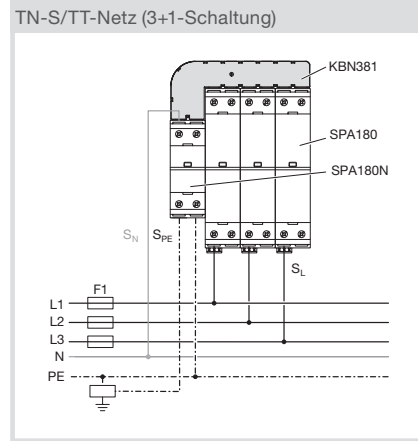 TN-S/TT-Netz (3+1-Schaltung)
KBN381
SPA180
SPA180N
SN SPE
SL
F1
L1
L2
L3
N
PE